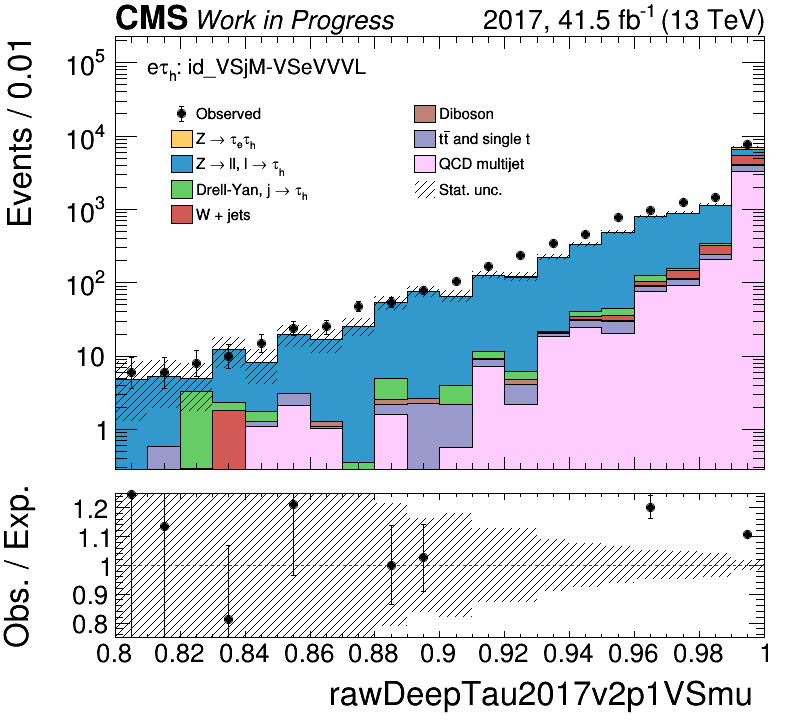 CMS Work in Progress 2017, 41.5 fb⁻¹ (13 TeV)
Events / 0.01
10⁵
10⁴
10³
10²
10
1
eτₕ: id_VSjM-VSeVVVL
Observed
Z → τₑτₕ
Z → ll, l → τₕ
Drell-Yan, j → τₕ
W + jets
Diboson
tt̄ and single t
QCD multijet
Stat. unc.
Obs. / Exp.
1.2
1.1
1
0.9
0.8
0.8 0.82 0.84 0.86 0.88 0.9 0.92 0.94 0.96 0.98 1
rawDeepTau2017v2p1VSmu